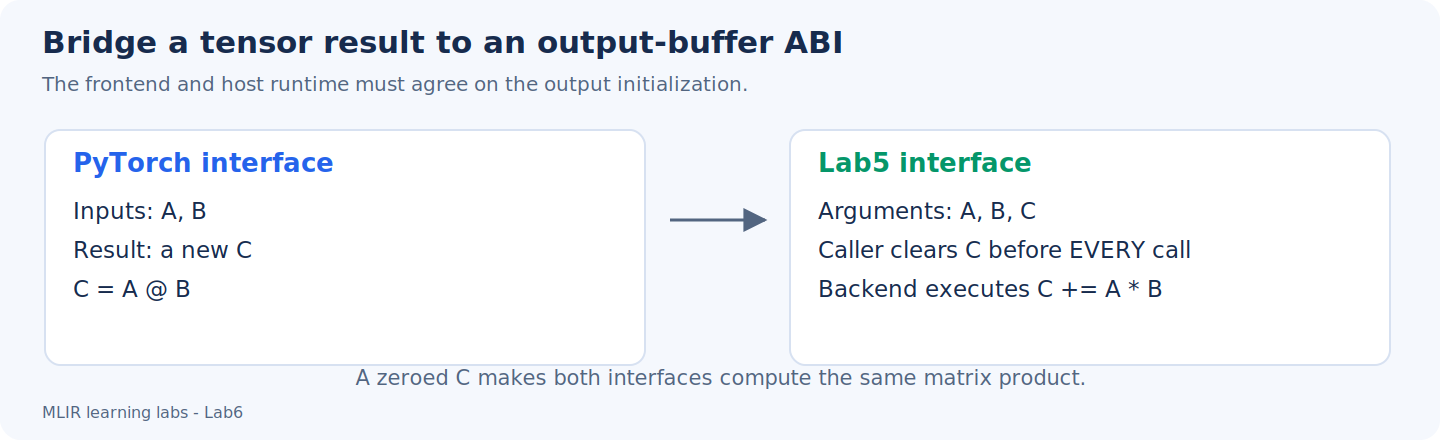 Bridge a tensor result to an output-buffer ABI
The frontend and host runtime must agree on the output initialization.
PyTorch interface
Inputs: A, B
Result: a new C
C = A @ B
Lab5 interface
Arguments: A, B, C
Caller clears C before EVERY call
Backend executes C += A * B
A zeroed C makes both interfaces compute the same matrix product.
MLIR learning labs - Lab6